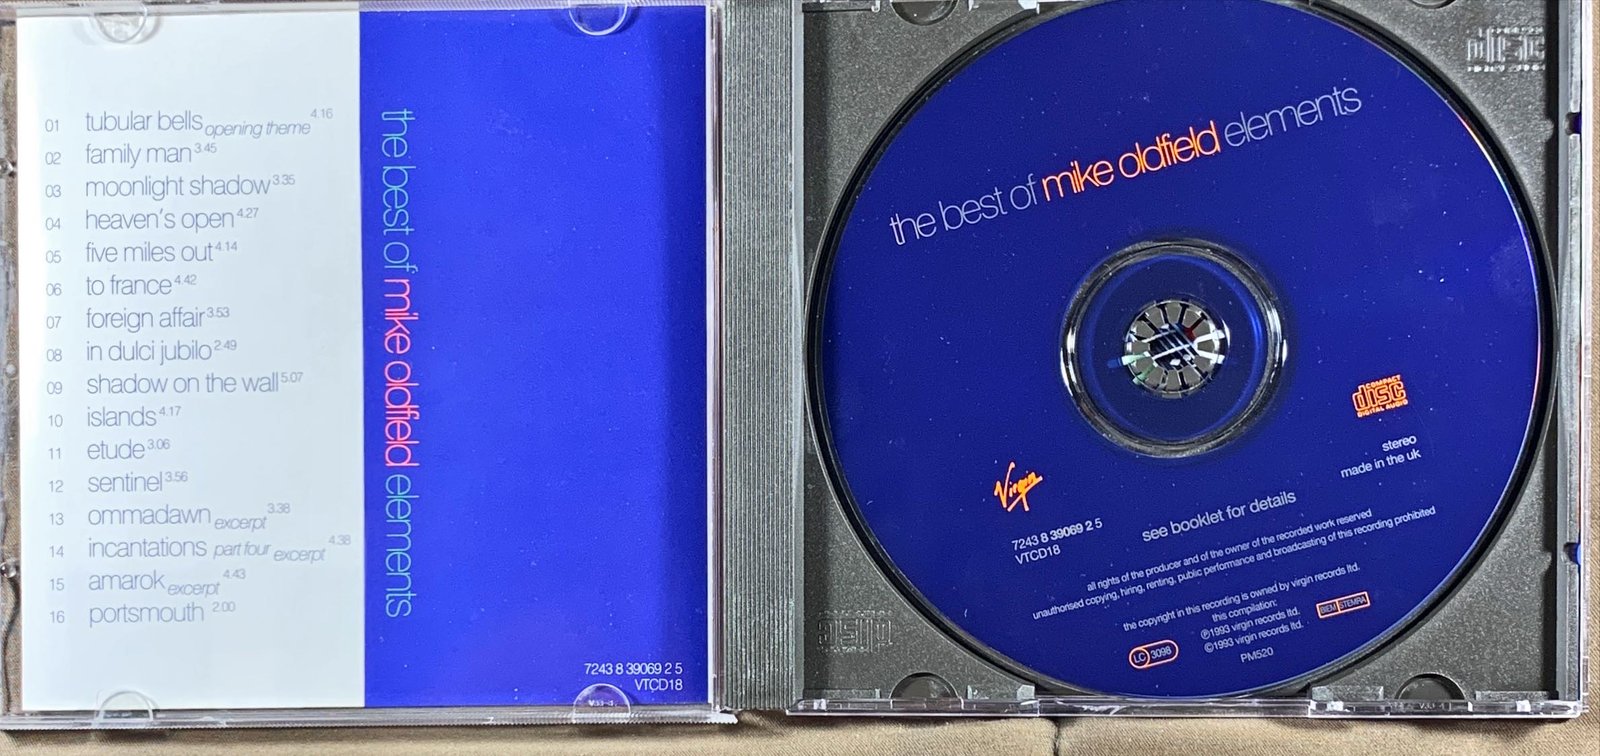 01 tubular bells opening theme 4.16
02 family man 3.45
03 moonlight shadow 3.35
04 heaven's open 4.27
05 five miles out 4.14
06 to france 4.42
07 foreign affair 3.53
08 in dulci jubilo 2.49
09 shadow on the wall 5.07
10 islands 4.17
11 etude 3.06
12 sentinel 3.56
13 ommadawn excerpt 3.38
14 incantations part four excerpt 4.38
15 amarok excerpt 4.43
16 portsmouth 2.00
the best of mike oldfield elements
7243 8 39069 2 5
VTCD18
the best of mike oldfield elements
COMPACT
disc
DIGITAL AUDIO
stereo
made in the uk
Virgin
7243 8 39069 2 5
VTCD18
see booklet for details
all rights of the producer and of the owner of the recorded work reserved
unauthorised copying, hiring, renting, public performance and broadcasting of this recording prohibited
the copyright in this recording is owned by virgin records ltd.
this compilation:
℗1993 virgin records ltd.
©1993 virgin records ltd.
BIEM STEMRA
LC 3098
PM520
disc
disc